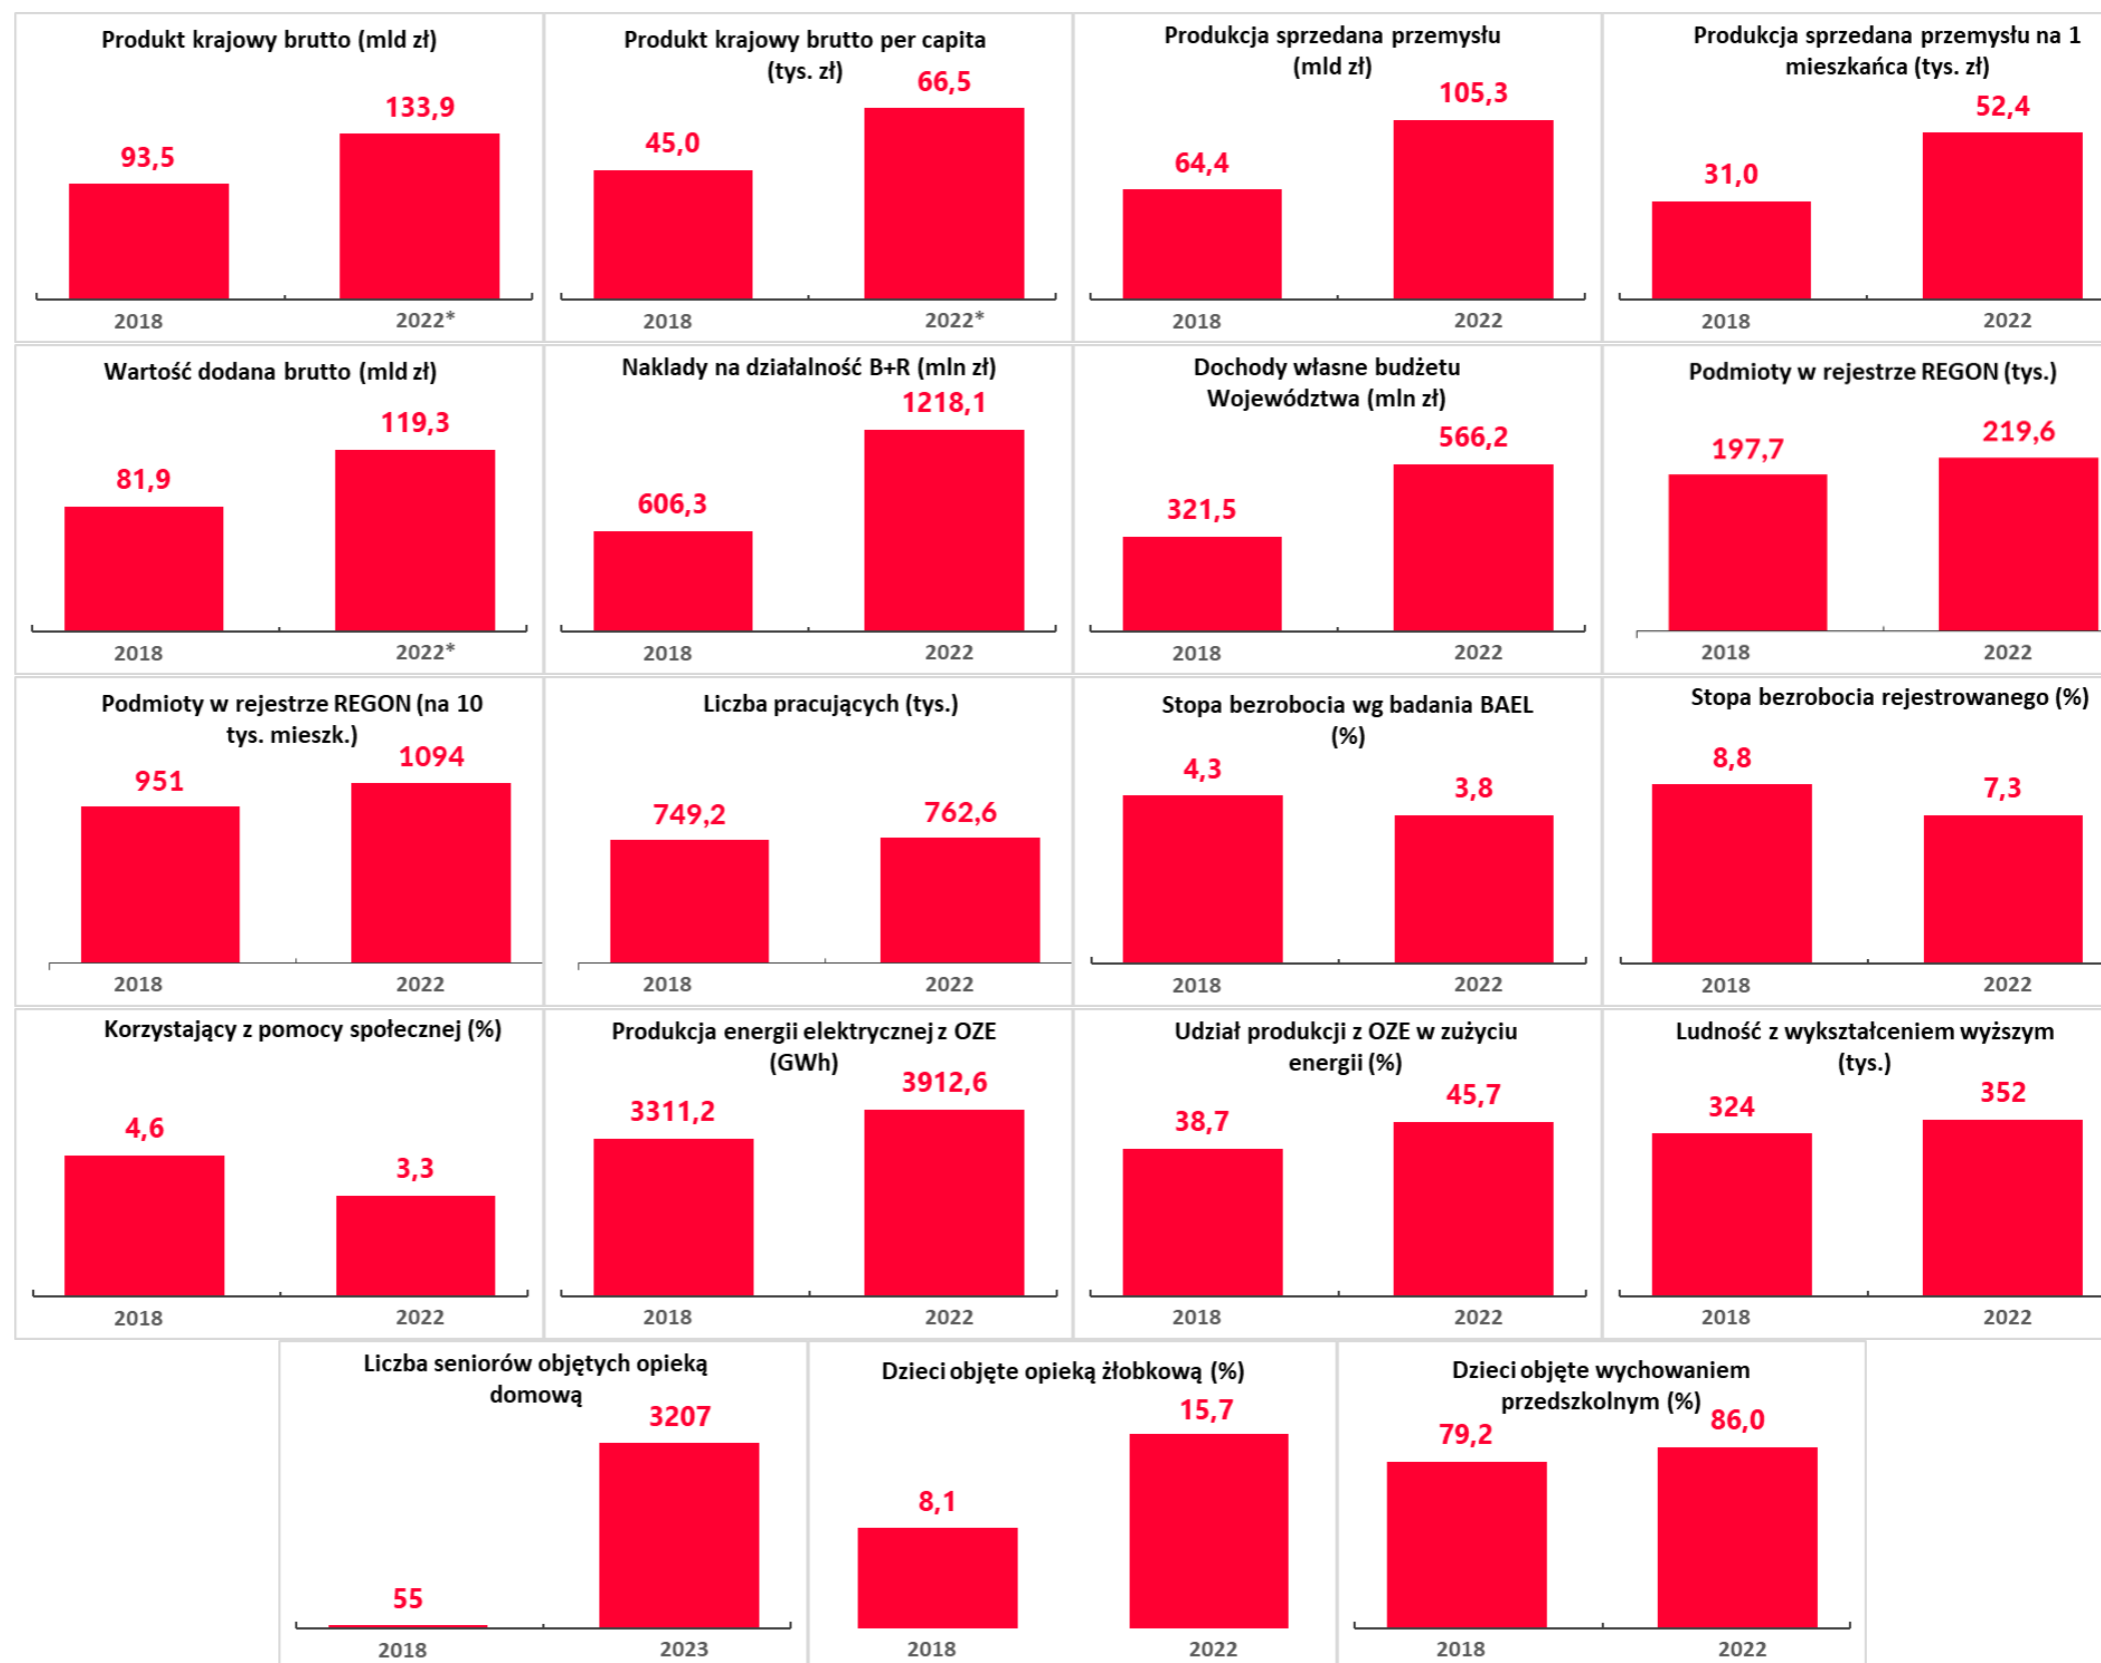 Produkt krajowy brutto (mld zł)
93,5
133,9
2018
2022*
Produkt krajowy brutto per capita
(tys. zł)
45,0
66,5
2018
2022*
Produkcja sprzedana przemysłu
(mld zł)
64,4
105,3
2018
2022
Produkcja sprzedana przemysłu na 1
mieszkańca (tys. zł)
31,0
52,4
2018
2022
Wartość dodana brutto (mld zł)
81,9
119,3
2018
2022*
Naklady na działalność B+R (mln zł)
606,3
1218,1
2018
2022
Dochody własne budżetu
Województwa (mln zł)
321,5
566,2
2018
2022
Podmioty w rejestrze REGON (tys.)
197,7
219,6
2018
2022
Podmioty w rejestrze REGON (na 10
tys. mieszk.)
951
1094
2018
2022
Liczba pracujących (tys.)
749,2
762,6
2018
2022
Stopa bezrobocia wg badania BAEL
(%)
4,3
3,8
2018
2022
Stopa bezrobocia rejestrowanego (%)
8,8
7,3
2018
2022
Korzystający z pomocy społecznej (%)
4,6
3,3
2018
2022
Produkcja energii elektrycznej z OZE
(GWh)
3311,2
3912,6
2018
2022
Udział produkcji z OZE w zużyciu
energii (%)
38,7
45,7
2018
2022
Ludność z wykształceniem wyższym
(tys.)
324
352
2018
2022
Liczba seniorów objętych opieką
domową
55
3207
2018
2023
Dzieci objęte opieką żłobkową (%)
8,1
15,7
2018
2022
Dzieci objęte wychowaniem
przedszkolnym (%)
79,2
86,0
2018
2022